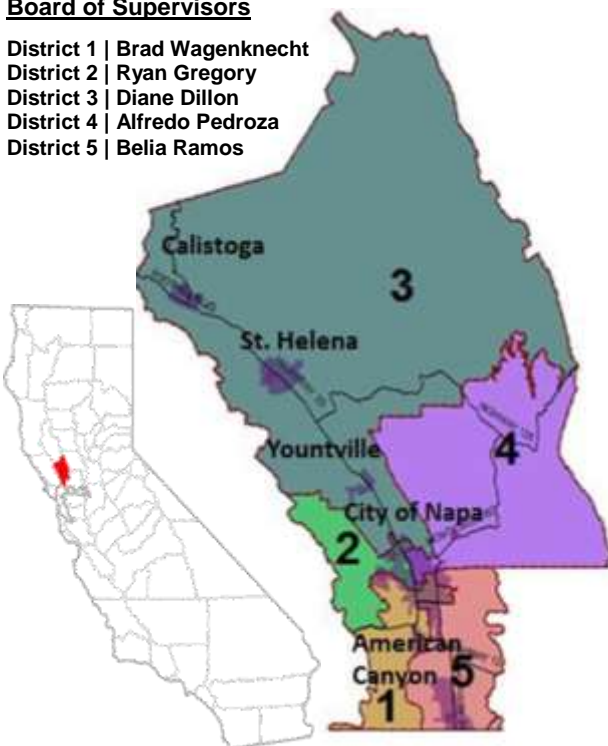 Board of Supervisors
District 1 | Brad Wagenknecht
District 2 | Ryan Gregory
District 3 | Diane Dillon
District 4 | Alfredo Pedroza
District 5 | Belia Ramos
Calistoga
3
St. Helena
Yountville
4
City of Napa
2
American
Canyon
5
1